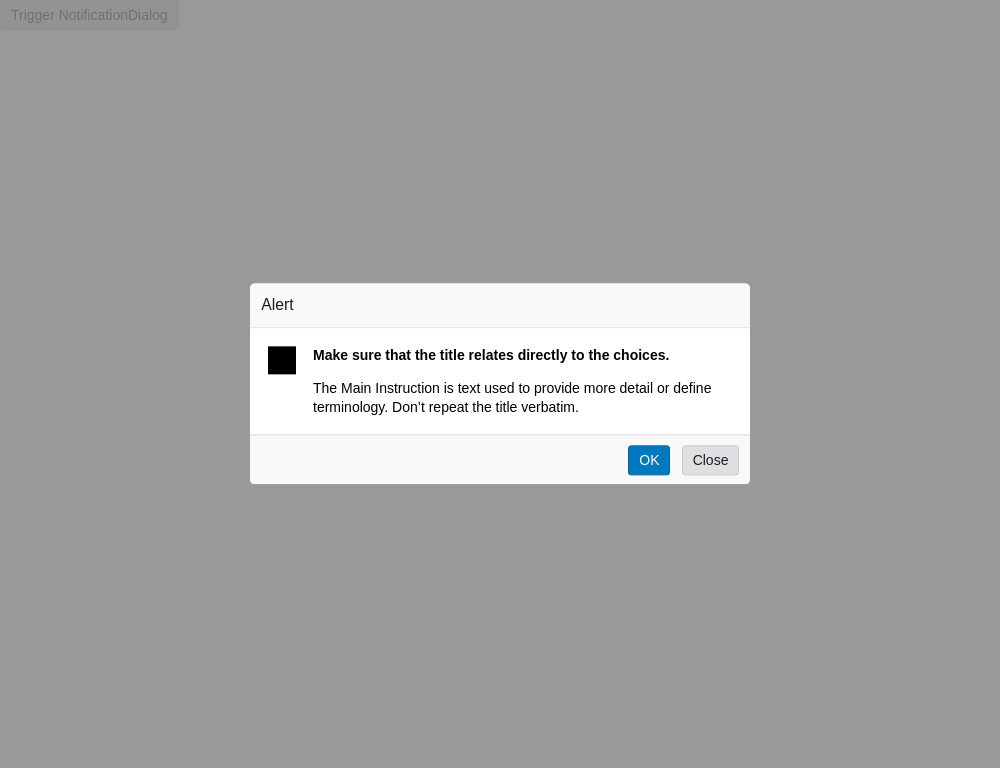 Trigger NotificationDialog
Alert
Make sure that the title relates directly to the choices.
The Main Instruction is text used to provide more detail or define
terminology. Don’t repeat the title verbatim.
OK Close